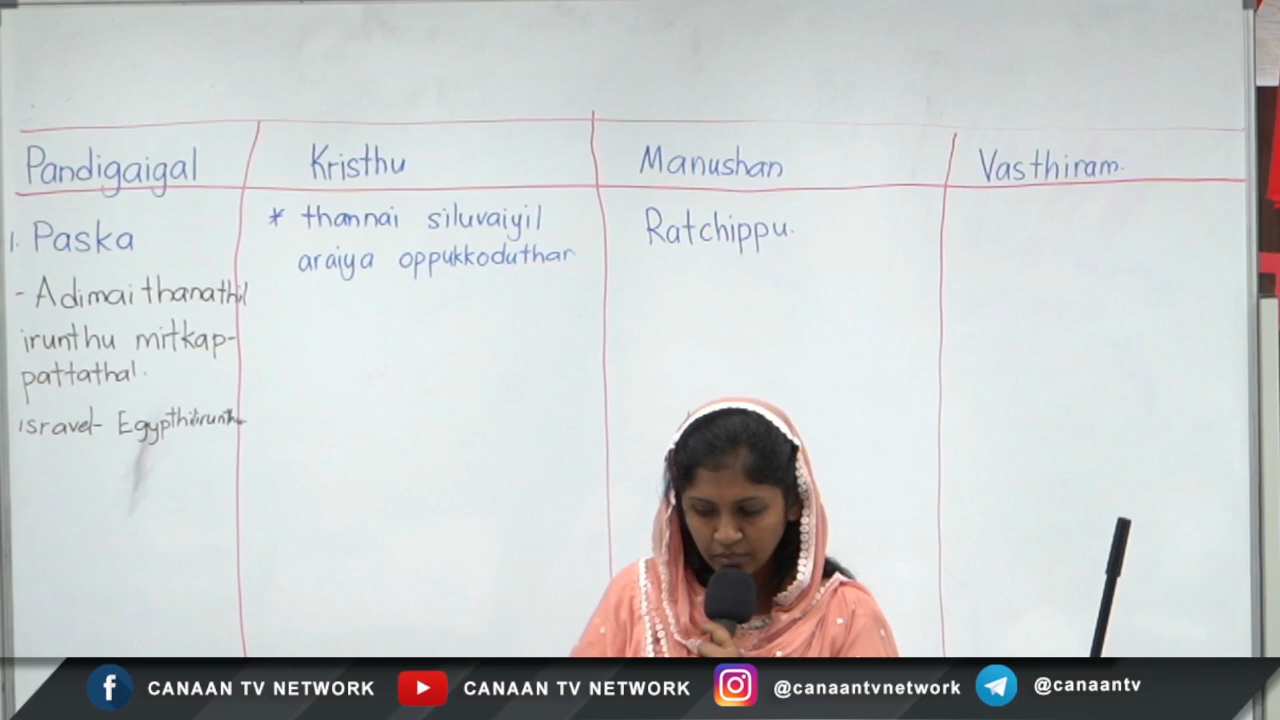 Pandigaigal
Kristhu
Manushan
Vasthiram.
1. Paska
- Adimaithanathil
irunthu mitkap-
pattathal.
Isravel- Egypthilirunthu
* thannai siluvaiyil
araiya oppukkoduthar
Ratchippu.
CANAAN TV NETWORK
CANAAN TV NETWORK
@canaantvnetwork
@canaantv